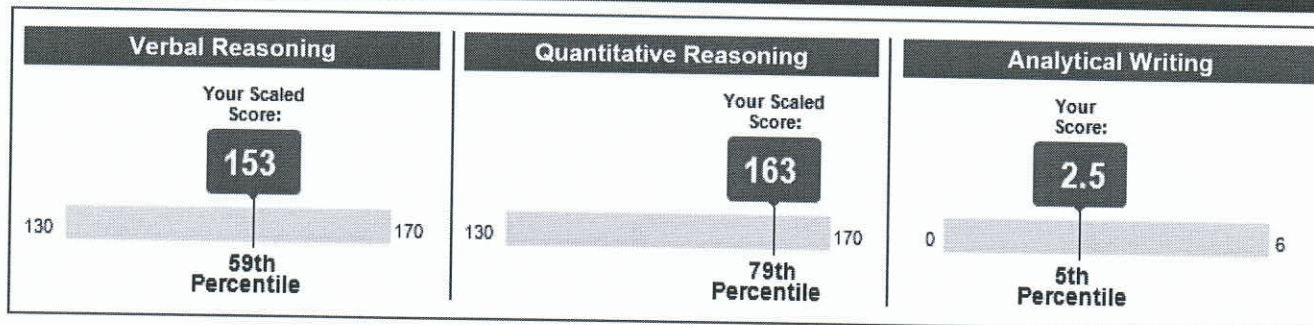 Verbal Reasoning
Your Scaled
Score:
153
130
170
59th
Percentile
Quantitative Reasoning
Your Scaled
Score:
163
130
170
79th
Percentile
Analytical Writing
Your
Score:
2.5
0
6
5th
Percentile